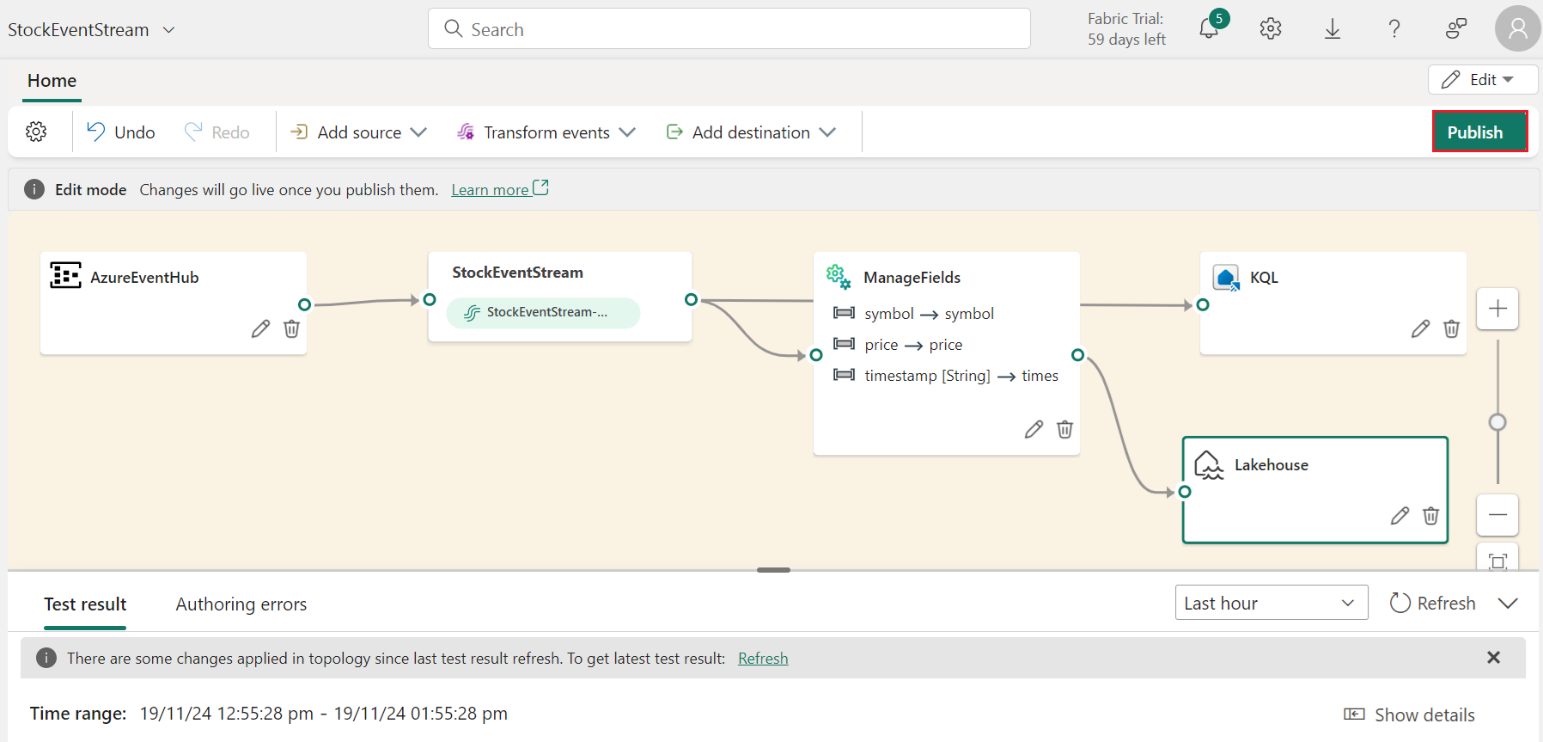 StockEventStream
Search
Fabric Trial:
59 days left
5
Home
Edit
Undo
Redo
Add source
Transform events
Add destination
Publish
Edit mode Changes will go live once you publish them. Learn more
AzureEventHub
StockEventStream
StockEventStream-...
ManageFields
symbol → symbol
price → price
timestamp [String] → times
KQL
Lakehouse
Test result
Authoring errors
Last hour
Refresh
There are some changes applied in topology since last test result refresh. To get latest test result: Refresh
Time range: 19/11/24 12:55:28 pm - 19/11/24 01:55:28 pm
Show details